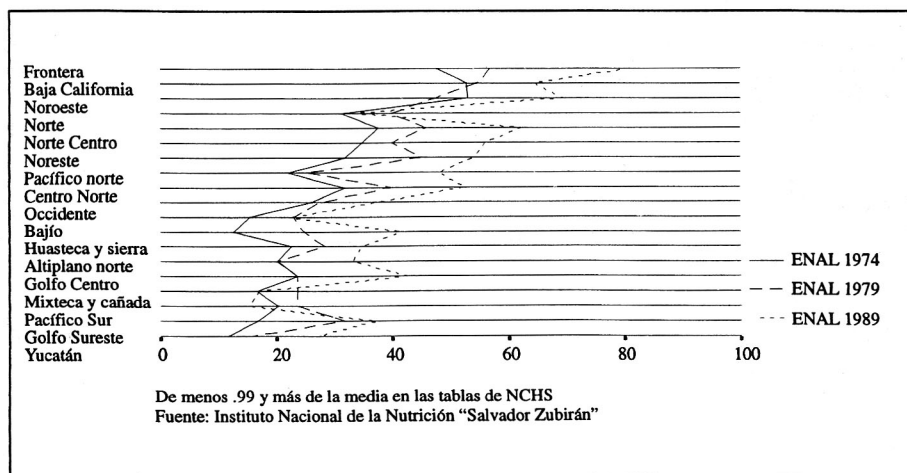 Frontera
Baja California
Noroeste
Norte
Norte Centro
Noreste
Pacífico norte
Centro Norte
Occidente
Bajío
Huasteca y sierra
Altiplano norte
Golfo Centro
Mixteca y cañada
Pacífico Sur
Golfo Sureste
Yucatán
ENAL 1974
ENAL 1979
ENAL 1989
0 20 40 60 80 100
De menos .99 y más de la media en las tablas de NCHS
Fuente: Instituto Nacional de la Nutrición “Salvador Zubirán”